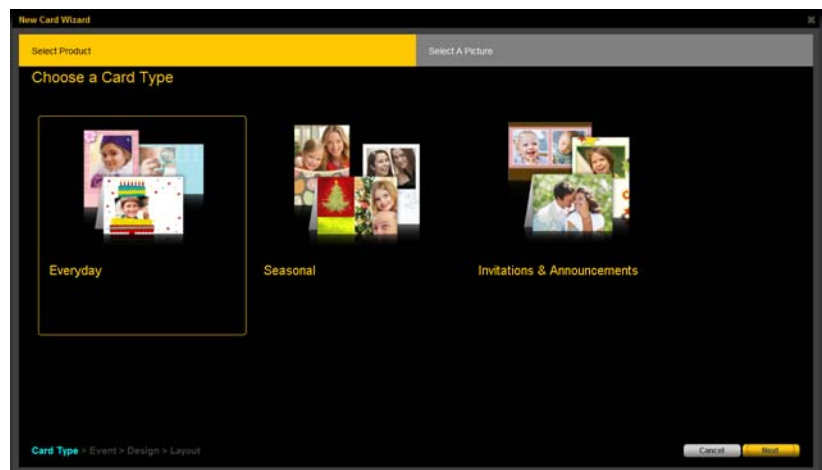 New Card Wizard
Select Product
Select A Picture
Choose a Card Type
Everyday
Seasonal
Invitations & Announcements
Card Type > Event > Design > Layout
Cancel
Next